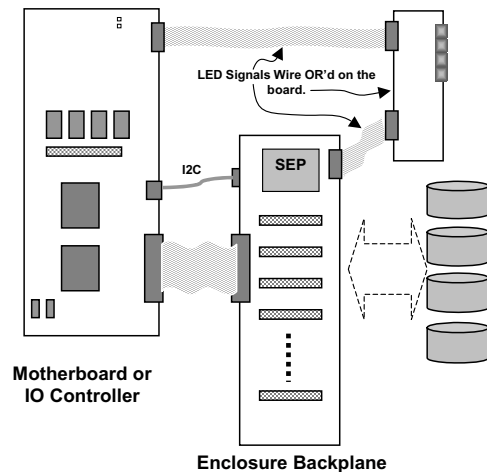 LED Signals Wire OR'd on the
board.
SEP
I2C
Motherboard or
IO Controller
Enclosure Backplane